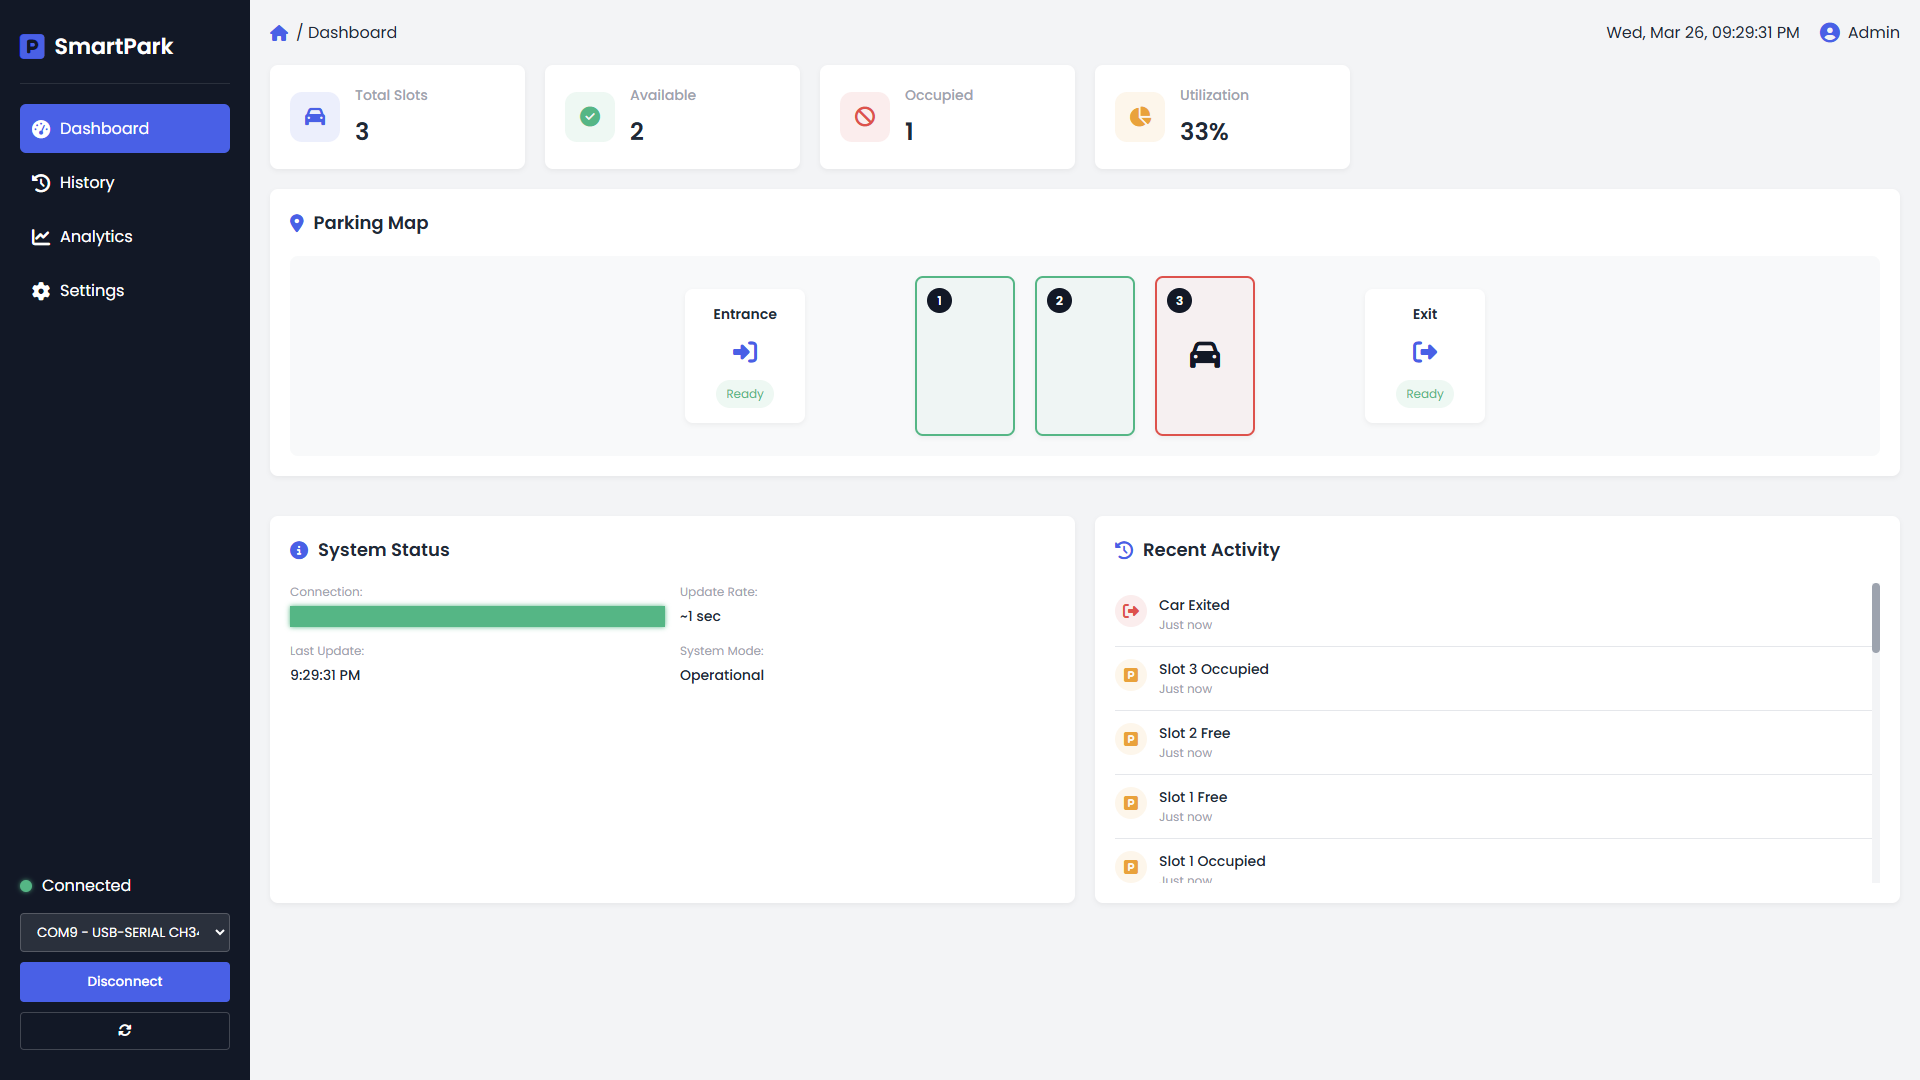 P SmartPark
Dashboard
History
Analytics
Settings
Connected
COM9 - USB-SERIAL CH34
Disconnect
/ Dashboard
Wed, Mar 26, 09:29:31 PM
Admin
Total Slots
3
Available
2
Occupied
1
Utilization
33%
Parking Map
Entrance
Ready
1
2
3
Exit
Ready
System Status
Connection:
Update Rate:
~1 sec
Last Update:
9:29:31 PM
System Mode:
Operational
Recent Activity
Car Exited
Just now
P Slot 3 Occupied
Just now
P Slot 2 Free
Just now
P Slot 1 Free
Just now
P Slot 1 Occupied
Just now